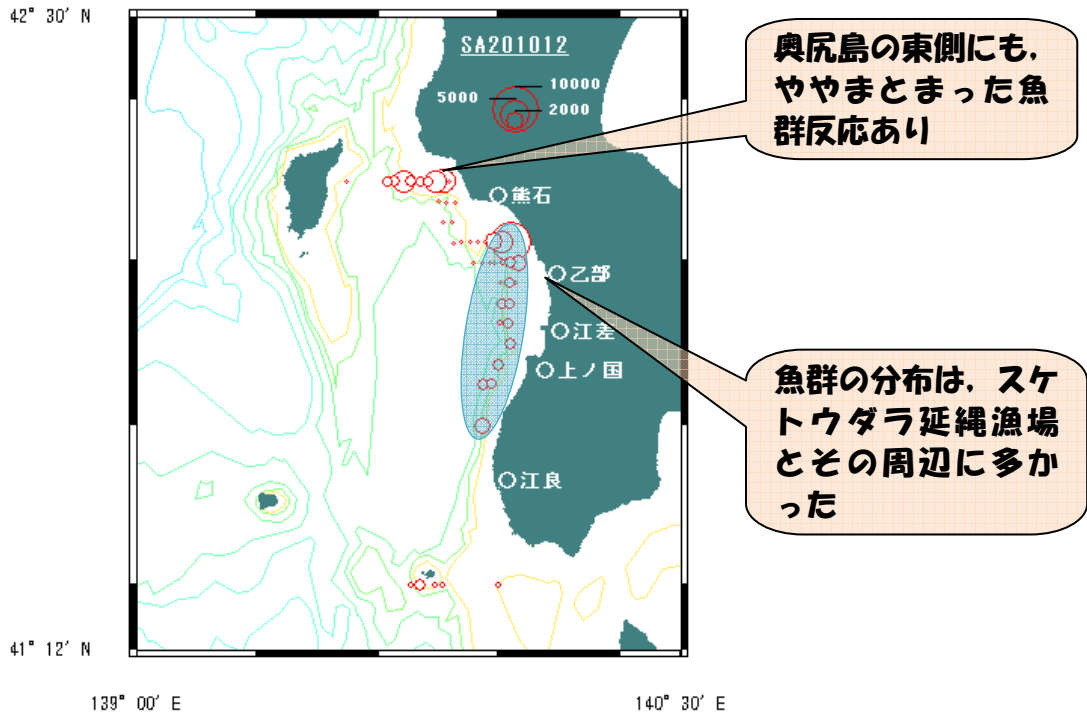 42° 30′ N
SA201012
10000
5000
2000
奥尻島の東側にも,
ややまとまった魚
群反応あり
熊石
乙部
江差
上ノ国
江良
魚群の分布は, スケ
トウダラ延縄漁場
とその周辺に多か
った
41° 12′ N
139° 00′ E
140° 30′ E